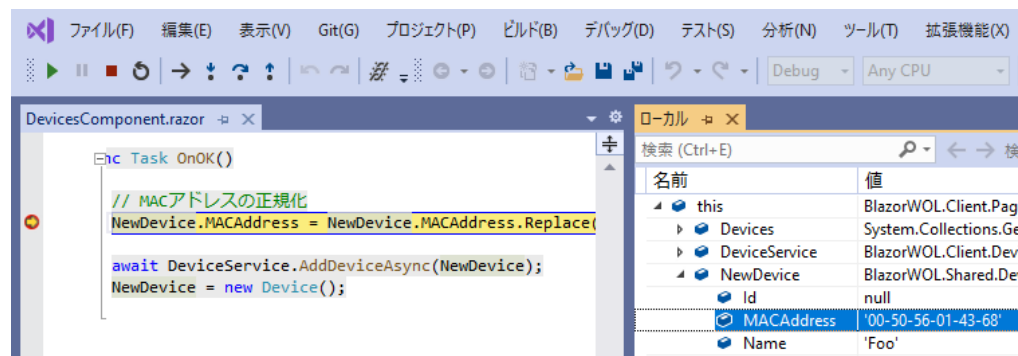 ファイル(F) 編集(E) 表示(V) Git(G) プロジェクト(P) ビルド(B) デバッグ(D) テスト(S) 分析(N) ツール(T) 拡張機能(X)
Debug Any CPU
DevicesComponent.razor
nc Task OnOK()
// MACアドレスの正規化
NewDevice.MACAddress = NewDevice.MACAddress.Replace(
await DeviceService.AddDeviceAsync(NewDevice);
NewDevice = new Device();
ローカル
検索 (Ctrl+E) 検
名前 値
this BlazorWOL.Client.Pag
Devices System.Collections.Ge
DeviceService BlazorWOL.Client.Dev
NewDevice BlazorWOL.Shared.De
Id null
MACAddress '00-50-56-01-43-68'
Name 'Foo'